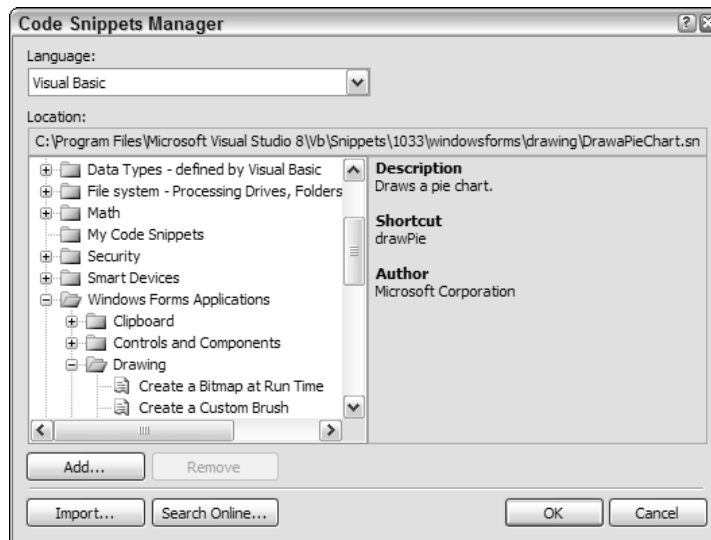 Code Snippets Manager
Language:
Visual Basic
Location:
C:\Program Files\Microsoft Visual Studio 8\Vb\Snippets\1033\windowsforms\drawing\DrawaPieChart.sn
Data Types - defined by Visual Basic
File system - Processing Drives, Folders
Math
My Code Snippets
Security
Smart Devices
Windows Forms Applications
Clipboard
Controls and Components
Drawing
Create a Bitmap at Run Time
Create a Custom Brush
Description
Draws a pie chart.
Shortcut
drawPie
Author
Microsoft Corporation
Add... Remove
Import... Search Online... OK Cancel